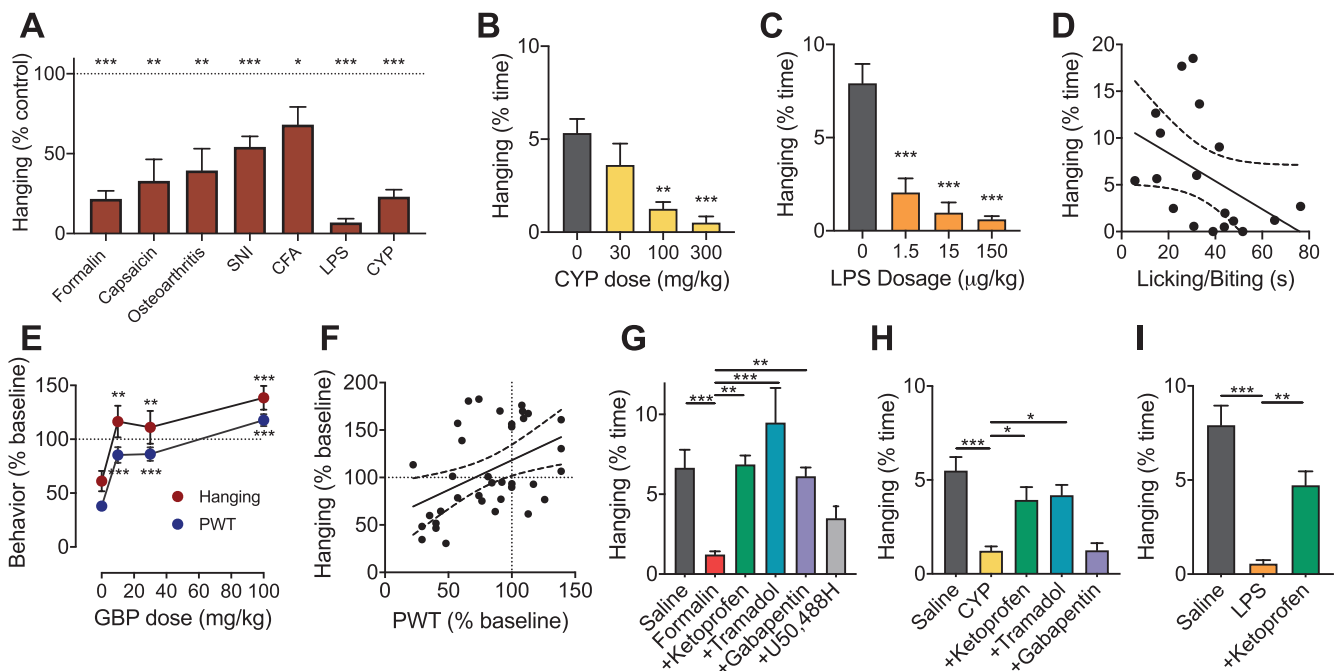 A
Hanging (% control)
100
50
0
*** ** ** *** * *** ***
Formalin
Capsaicin
Osteoarthritis
SNI
CFA
LPS
CYP
B
Hanging (% time)
10
5
0
** ***
0 30 100 300
CYP dose (mg/kg)
C
Hanging (% time)
10
5
0
*** *** ***
0 1.5 15 150
LPS Dosage (μg/kg)
D
Hanging (% time)
20
15
10
5
0
0 20 40 60 80
Licking/Biting (s)
E
Behavior (% baseline)
150
100
50
0
** ** ***
*** *** ***
Hanging
PWT
0 20 40 60 80 100
GBP dose (mg/kg)
F
Hanging (% baseline)
200
150
100
50
0
0 50 100 150
PWT (% baseline)
G
Hanging (% time)
10
5
0
**
***
*** **
Saline
Formalin
+Ketoprofen
+Tramadol
+Gabapentin
+U50,488H
H
Hanging (% time)
10
5
0
*
*** *
Saline
CYP
+Ketoprofen
+Tramadol
+Gabapentin
I
Hanging (% time)
10
5
0
*** **
Saline
LPS
+Ketoprofen